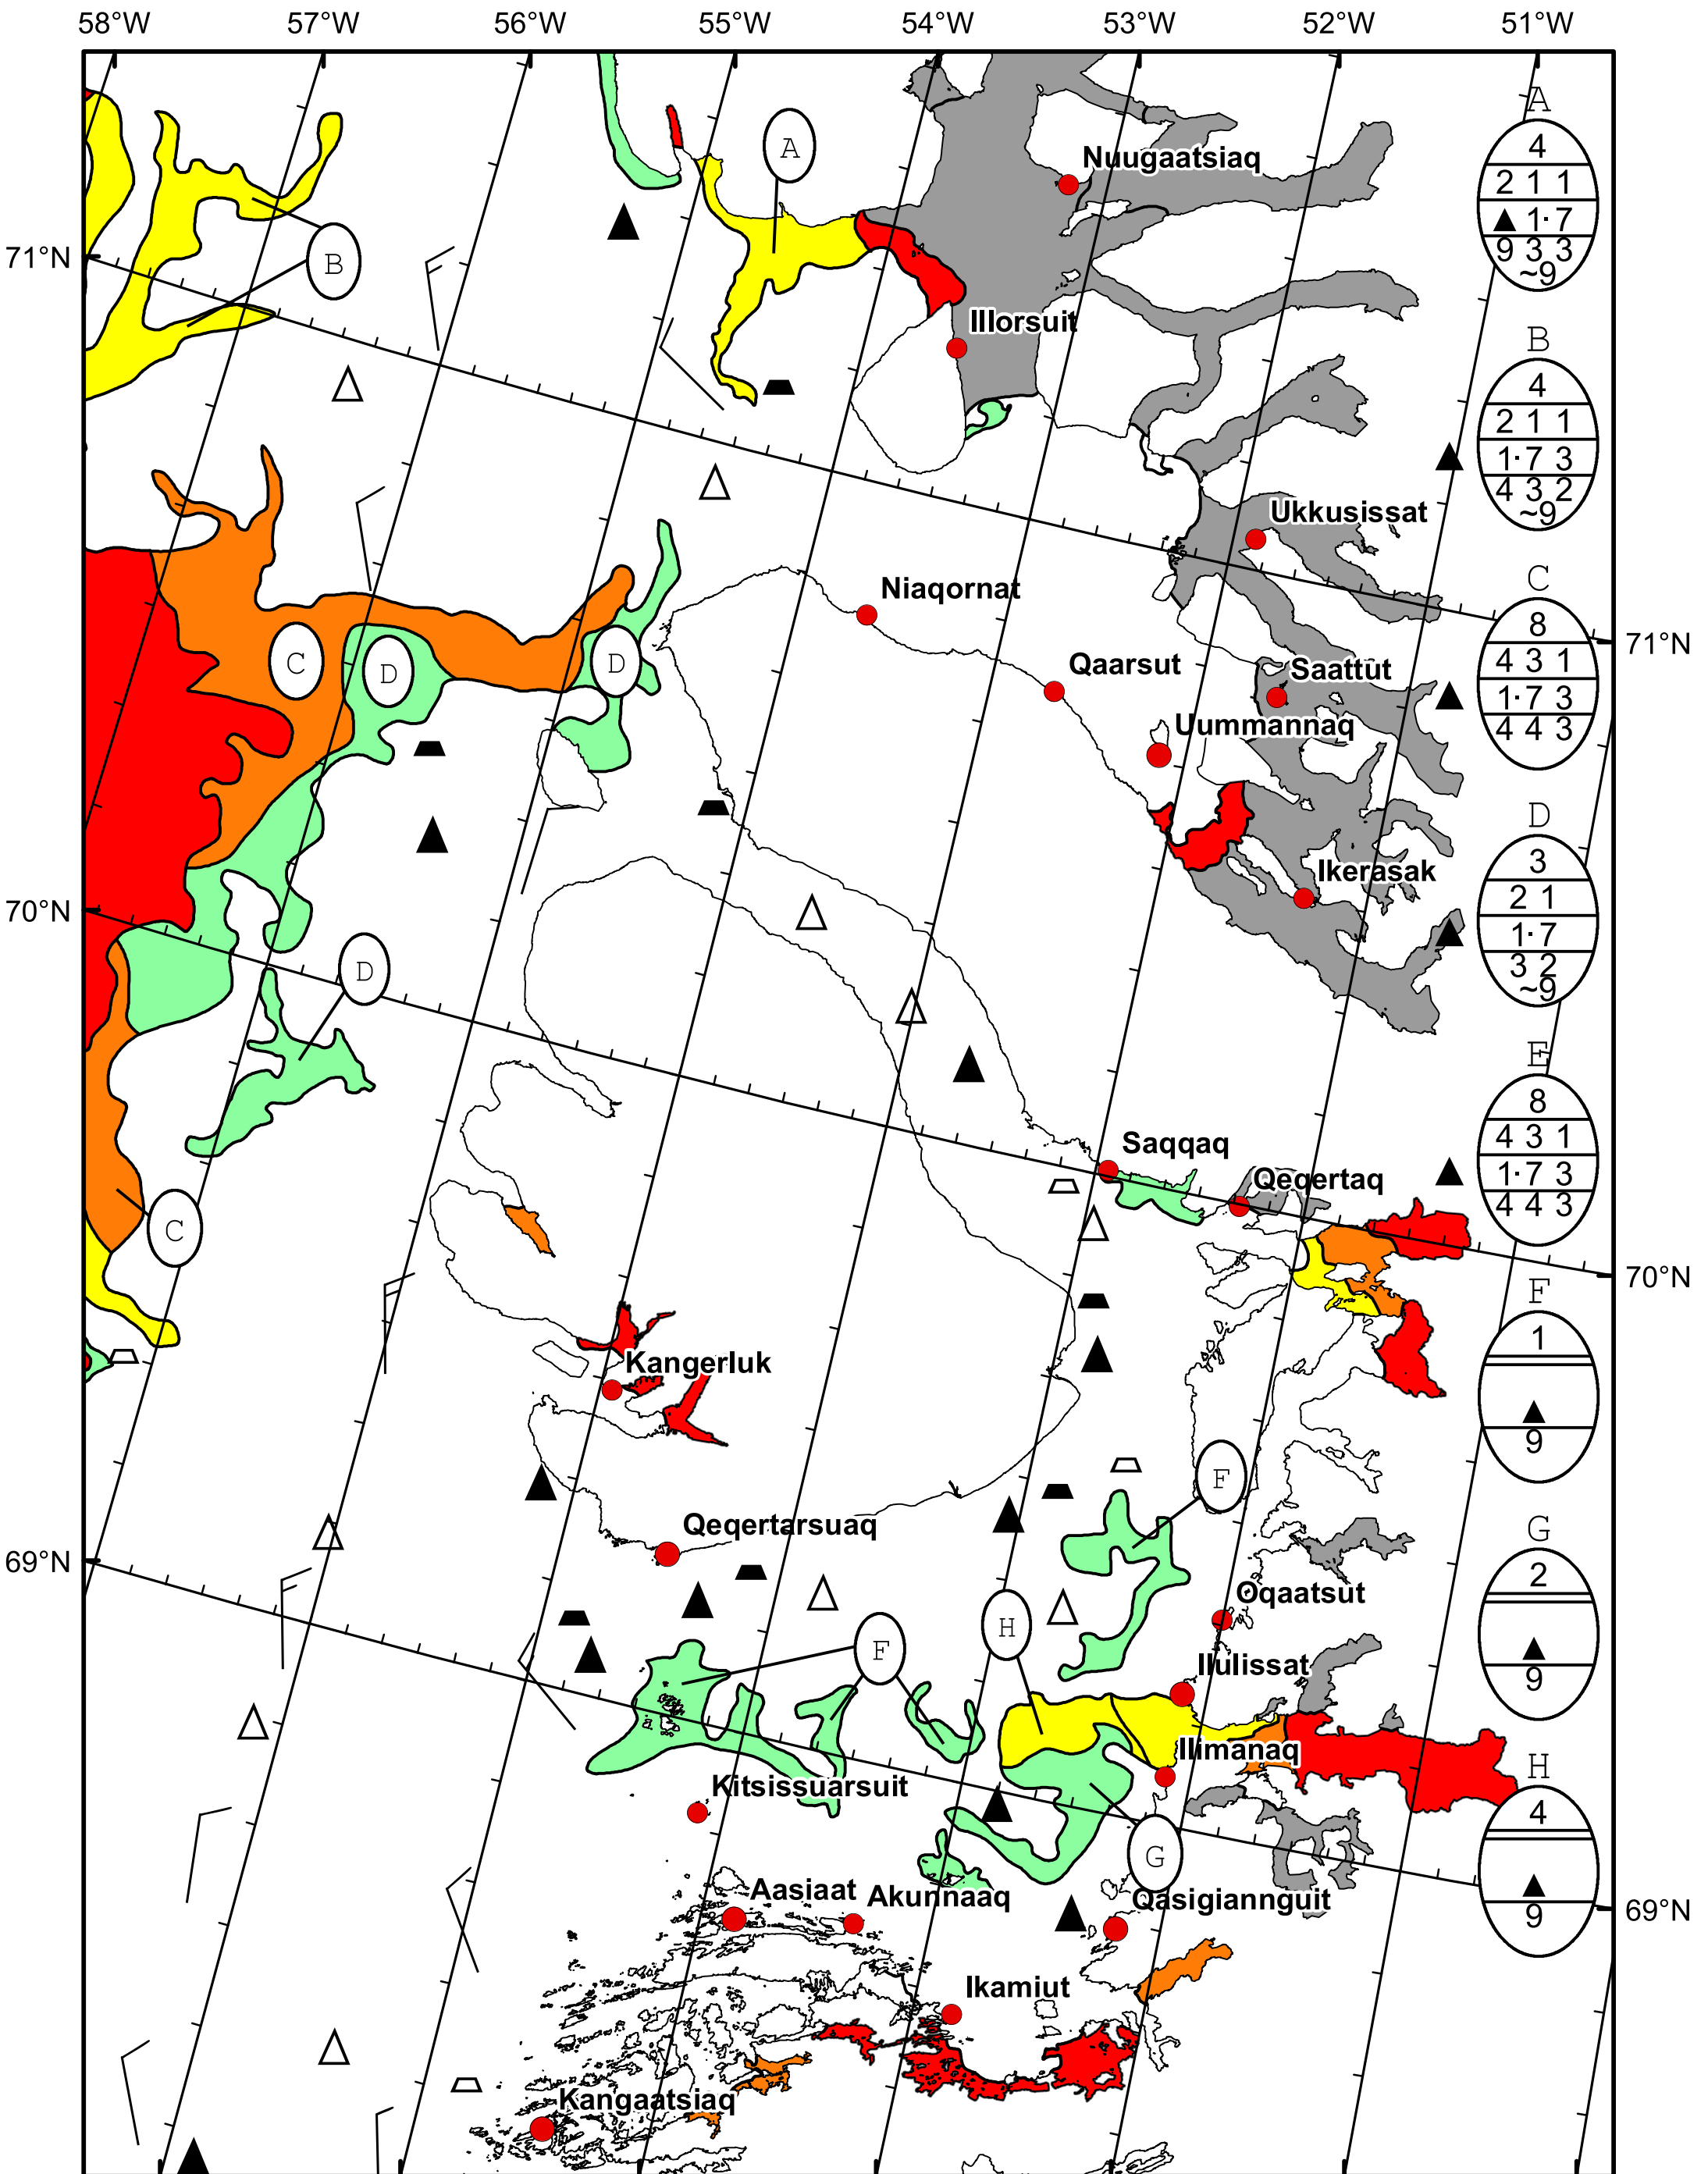 58°W 57°W 56°W 55°W 54°W 53°W 52°W 51°W
A
4
2 1 1
▲ 1· 7
9 3 3
~9
A
Nuugaatsiaq
71°N
B
Illorsuit
B
4
2 1 1
1· 7 3
4 3 2
~9
Ukkusissat
Niaqornat
C
8
4 3 1
1· 7 3
4 4 3
71°N
C
D
D
Qaarsut
Saattut
Uummannaq
D
3
2 1
1· 7
3 2
~9
Ikerasak
70°N
D
E
8
4 3 1
1· 7 3
4 4 3
Saqqaq
Qeqertaq
C
70°N
F
1
9
Kangerluk
F
69°N
Qeqertarsuaq
G
2
9
Oqaatsut
H
F
Ilulissat
Ilimanaq
H
4
9
Kitsissuarsuit
G
Aasiaat
Akunnaaq
Qasigiannguit
69°N
Ikamiut
Kangaatsiaq